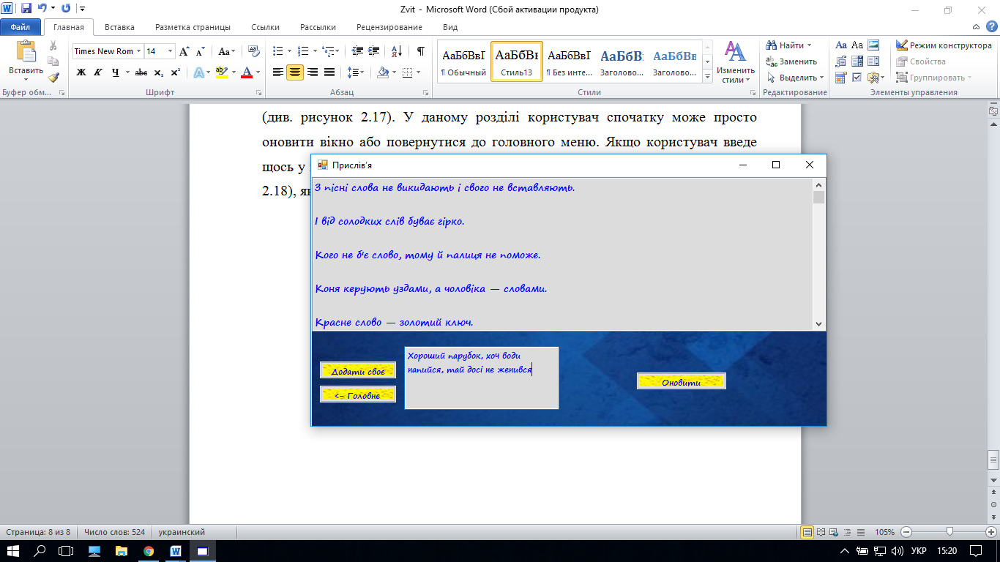 Zvit - Microsoft Word (Сбой активации продукта)
Файл Главная Вставка Разметка страницы Ссылки Рассылки Рецензирование Вид
Вставить
Times New Rom 14
Ж К Ч abc x₂ x²
АаБбВвГ АаБбВв АаБбВвГ АаБбВ АаБбВв
¶ Обычный Стиль13 ¶ Без инте... Заголово... Заголово...
Изменить стили
Найти
Заменить
Выделить
Режим конструктора
Свойства
Группировать
Буфер обм... Шрифт Абзац Стили Редактирование Элементы управления
(див. рисунок 2.17). У даному розділі користувач спочатку може просто
оновити вікно або повернутися до головного меню. Якщо користувач введе
щось у
2.18), як
Прислів'я
З пісні слова не викидають і свого не вставляють.
І від солодких слів буває гірко.
Кого не б'є слово, тому й палиця не поможе.
Коня керують уздами, а чоловіка — словами.
Красне слово — золотий ключ.
Додати своє
<- Головне
Хороший парубок, хоч води
напийся, тай досі не женився
Оновити
Страница: 8 из 8 Число слов: 524 украинский 105%
УКР 15:20